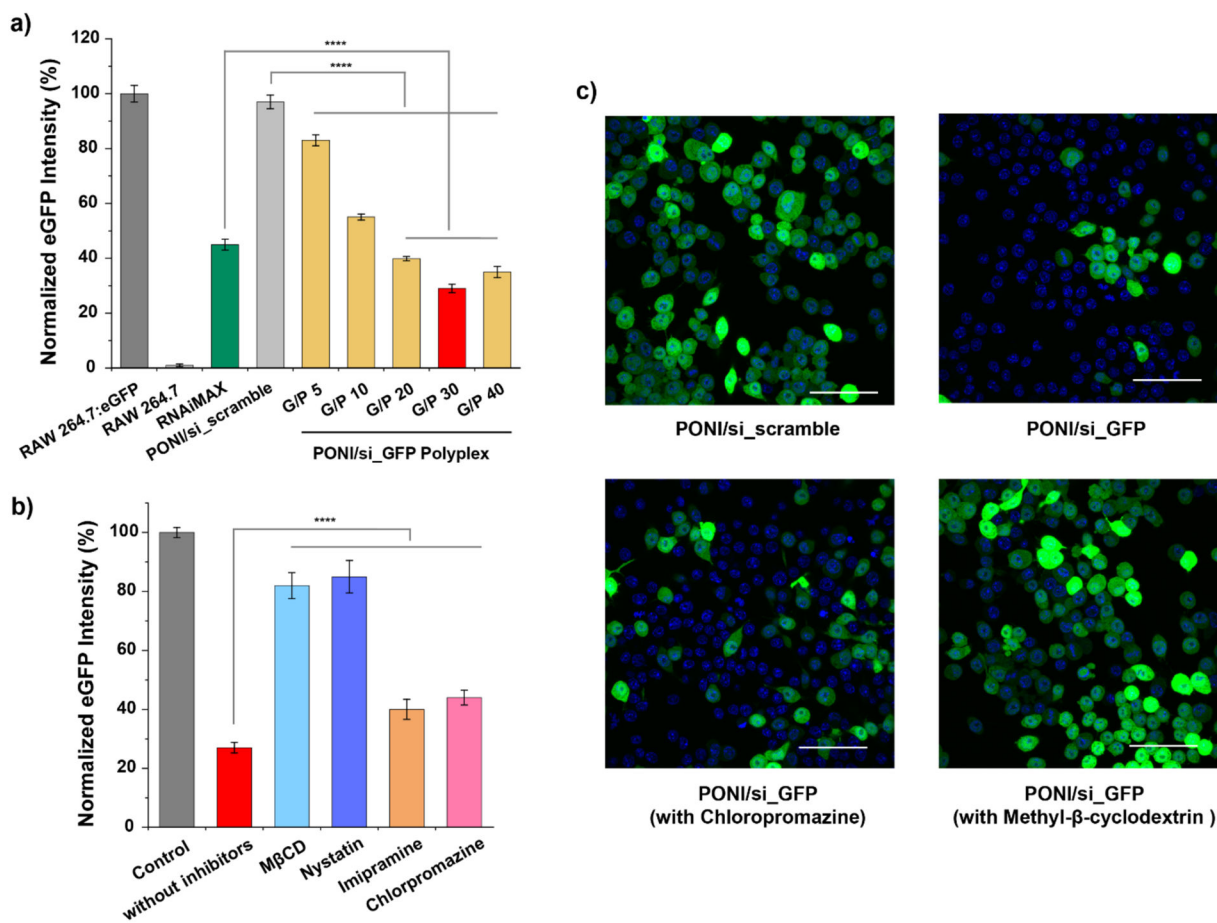 a)
Normalized eGFP Intensity (%)
120
100
80
60
40
20
0
****
****
RAW 264.7:eGFP
RAW 264.7
RNAiMAX
PONI/si_scramble
G/P 5
G/P 10
G/P 20
G/P 30
G/P 40
PONI/si_GFP Polyplex
b)
Normalized eGFP Intensity (%)
100
80
60
40
20
0
****
Control
without inhibitors
MβCD
Nystatin
Imipramine
Chlorpromazine
c)
PONI/si_scramble
PONI/si_GFP
PONI/si_GFP
(with Chloropromazine)
PONI/si_GFP
(with Methyl-β-cyclodextrin )